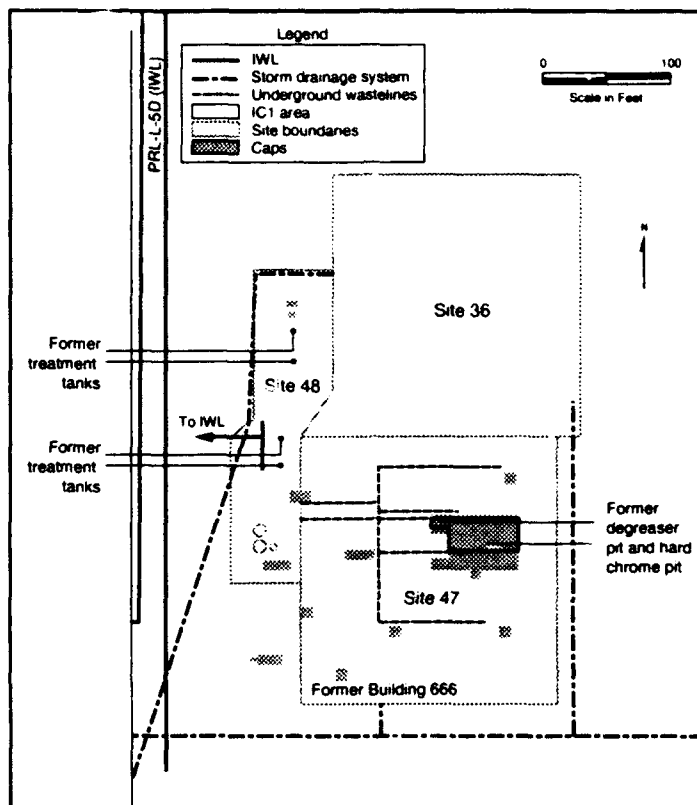 Legend
IWL
Storm drainage system
Underground wastelines
IC1 area
Site boundaries
Caps
0 100
Scale in Feet
PRL-L-5D (IWL)
N
Site 36
Former
treatment
tanks
Site 48
To IWL
Former
treatment
tanks
Former
degreaser
pit and hard
chrome pit
Site 47
Former Building 666